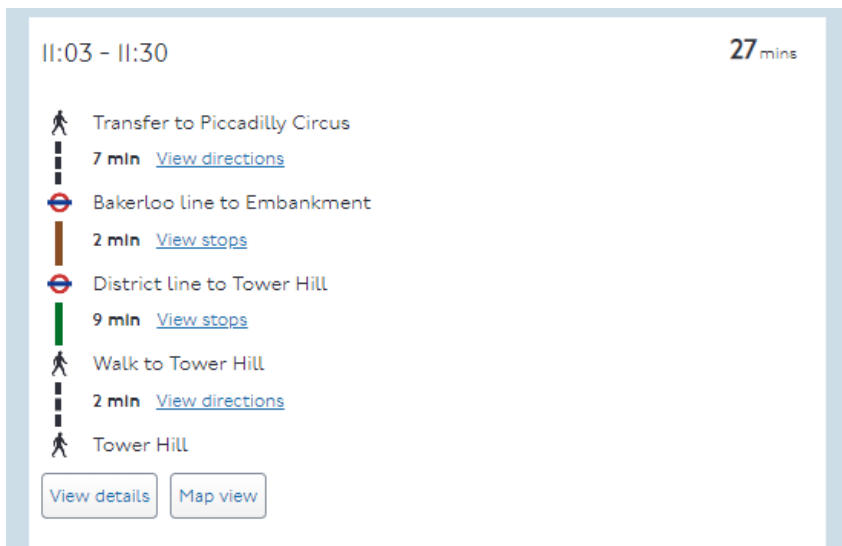 11:03 - 11:30 27 mins
Transfer to Piccadilly Circus
7 min View directions
Bakerloo line to Embankment
2 min View stops
District line to Tower Hill
9 min View stops
Walk to Tower Hill
2 min View directions
Tower Hill
View details Map view